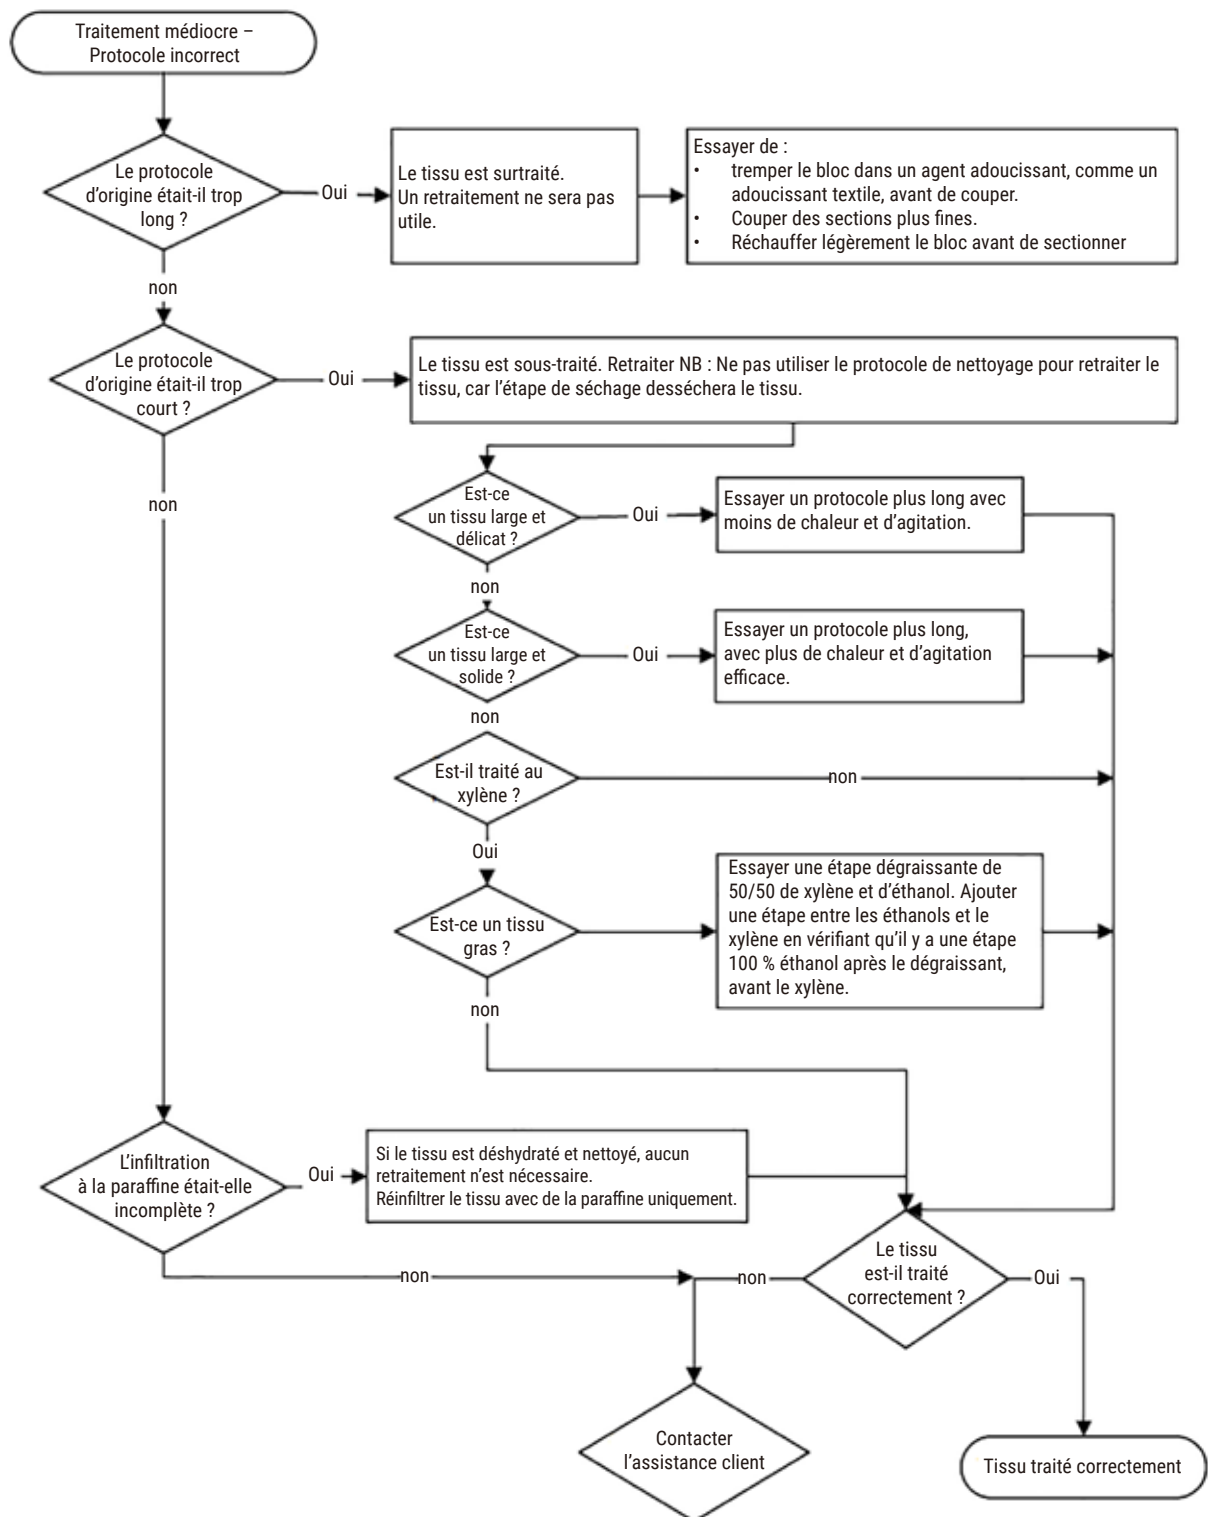 Traitement médiocre –
Protocole incorrect
Le protocole
d'origine était-il trop
long ?
Oui
Le tissu est surtraité.
Un retraitement ne sera pas
utile.
Essayer de :
• tremper le bloc dans un agent adoucissant, comme un
adoucissant textile, avant de couper.
• Couper des sections plus fines.
• Réchauffer légèrement le bloc avant de sectionner
non
Le protocole
d'origine était-il trop
court ?
Oui
Le tissu est sous-traité. Retraiter NB : Ne pas utiliser le protocole de nettoyage pour retraiter le
tissu, car l'étape de séchage desséchera le tissu.
non
Est-ce
un tissu large et
délicat ?
Oui
Essayer un protocole plus long avec
moins de chaleur et d'agitation.
non
Est-ce
un tissu large et
solide ?
Oui
Essayer un protocole plus long,
avec plus de chaleur et d'agitation
efficace.
non
Est-il traité au
xylène ?
non
Oui
Est-ce un tissu
gras ?
Essayer une étape dégraissante de
50/50 de xylène et d'éthanol. Ajouter
une étape entre les éthanols et le
xylène en vérifiant qu'il y a une étape
100 % éthanol après le dégraissant,
avant le xylène.
non
L'infiltration
à la paraffine était-elle
incomplète ?
Oui
Si le tissu est déshydraté et nettoyé, aucun
retraitement n'est nécessaire.
Réinfiltrer le tissu avec de la paraffine uniquement.
non
Le tissu
est-il traité
correctement ?
non
Oui
Contacter
l'assistance client
Tissu traité correctement